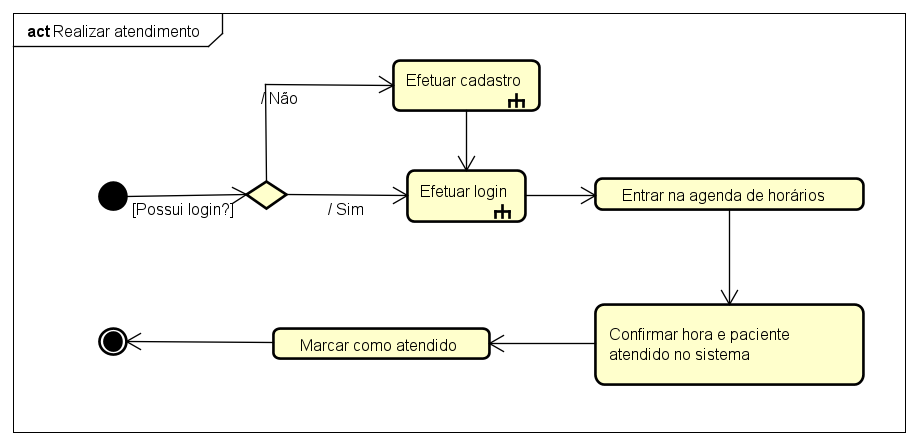 act Realizar atendimento
Efetuar cadastro
/ Não
Efetuar login
[Possui login?]
/ Sim
Entrar na agenda de horários
Confirmar hora e paciente
atendido no sistema
Marcar como atendido